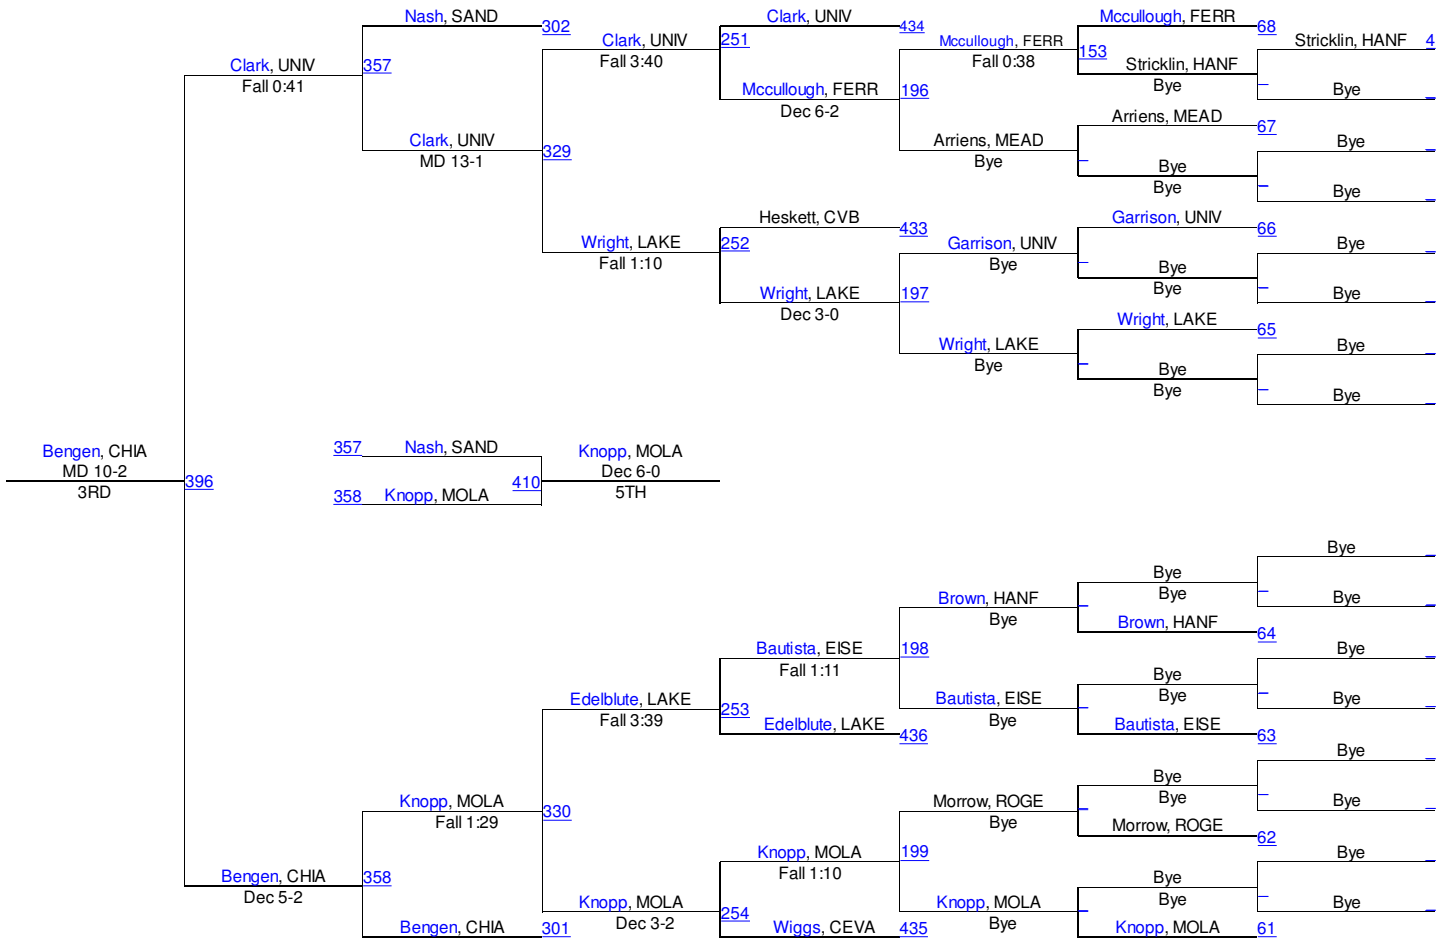 Nash, SAND
302
Clark, UNIV
434
Mccullough, FERR
68
Clark, UNIV
Fall 3:40
251
Mccullough, FERR
Fall 0:38
153
Stricklin, HANF 4
Clark, UNIV
Fall 0:41
357
Stricklin, HANF
Bye
Mccullough, FERR
Dec 6-2
196
Bye
Arriens, MEAD
67
Clark, UNIV
MD 13-1
329
Arriens, MEAD
Bye
Bye
Bye
Bye
Bye
Heskett, CVB
433
Garrison, UNIV
66
Wright, LAKE
Fall 1:10
252
Garrison, UNIV
Bye
Bye
Bye
Bye
Wright, LAKE
Dec 3-0
197
Bye
Wright, LAKE
65
Wright, LAKE
Bye
Bye
Bye
Bye
Bye
Bengen, CHIA
MD 10-2
3RD
396
357 Nash, SAND
358 Knopp, MOLA
410
Knopp, MOLA
Dec 6-0
5TH
Bye
Bye
Bye
Bye
Brown, HANF
Bye
Brown, HANF
64
Bautista, EISE
Fall 1:11
198
Bye
Bye
Bye
Bye
Edelblute, LAKE
Fall 3:39
253
Bautista, EISE
Bye
Edelblute, LAKE
436
Bautista, EISE
63
Bye
Bye
Bye
Bye
Knopp, MOLA
Fall 1:29
330
Morrow, ROGE
Bye
Morrow, ROGE
62
Knopp, MOLA
Fall 1:10
199
Bye
Bengen, CHIA
Dec 5-2
358
Bye
Bye
Bye
Knopp, MOLA
Dec 3-2
254
Knopp, MOLA
Bye
Bengen, CHIA
301
Wiggs, CEVA
435
Knopp, MOLA
61